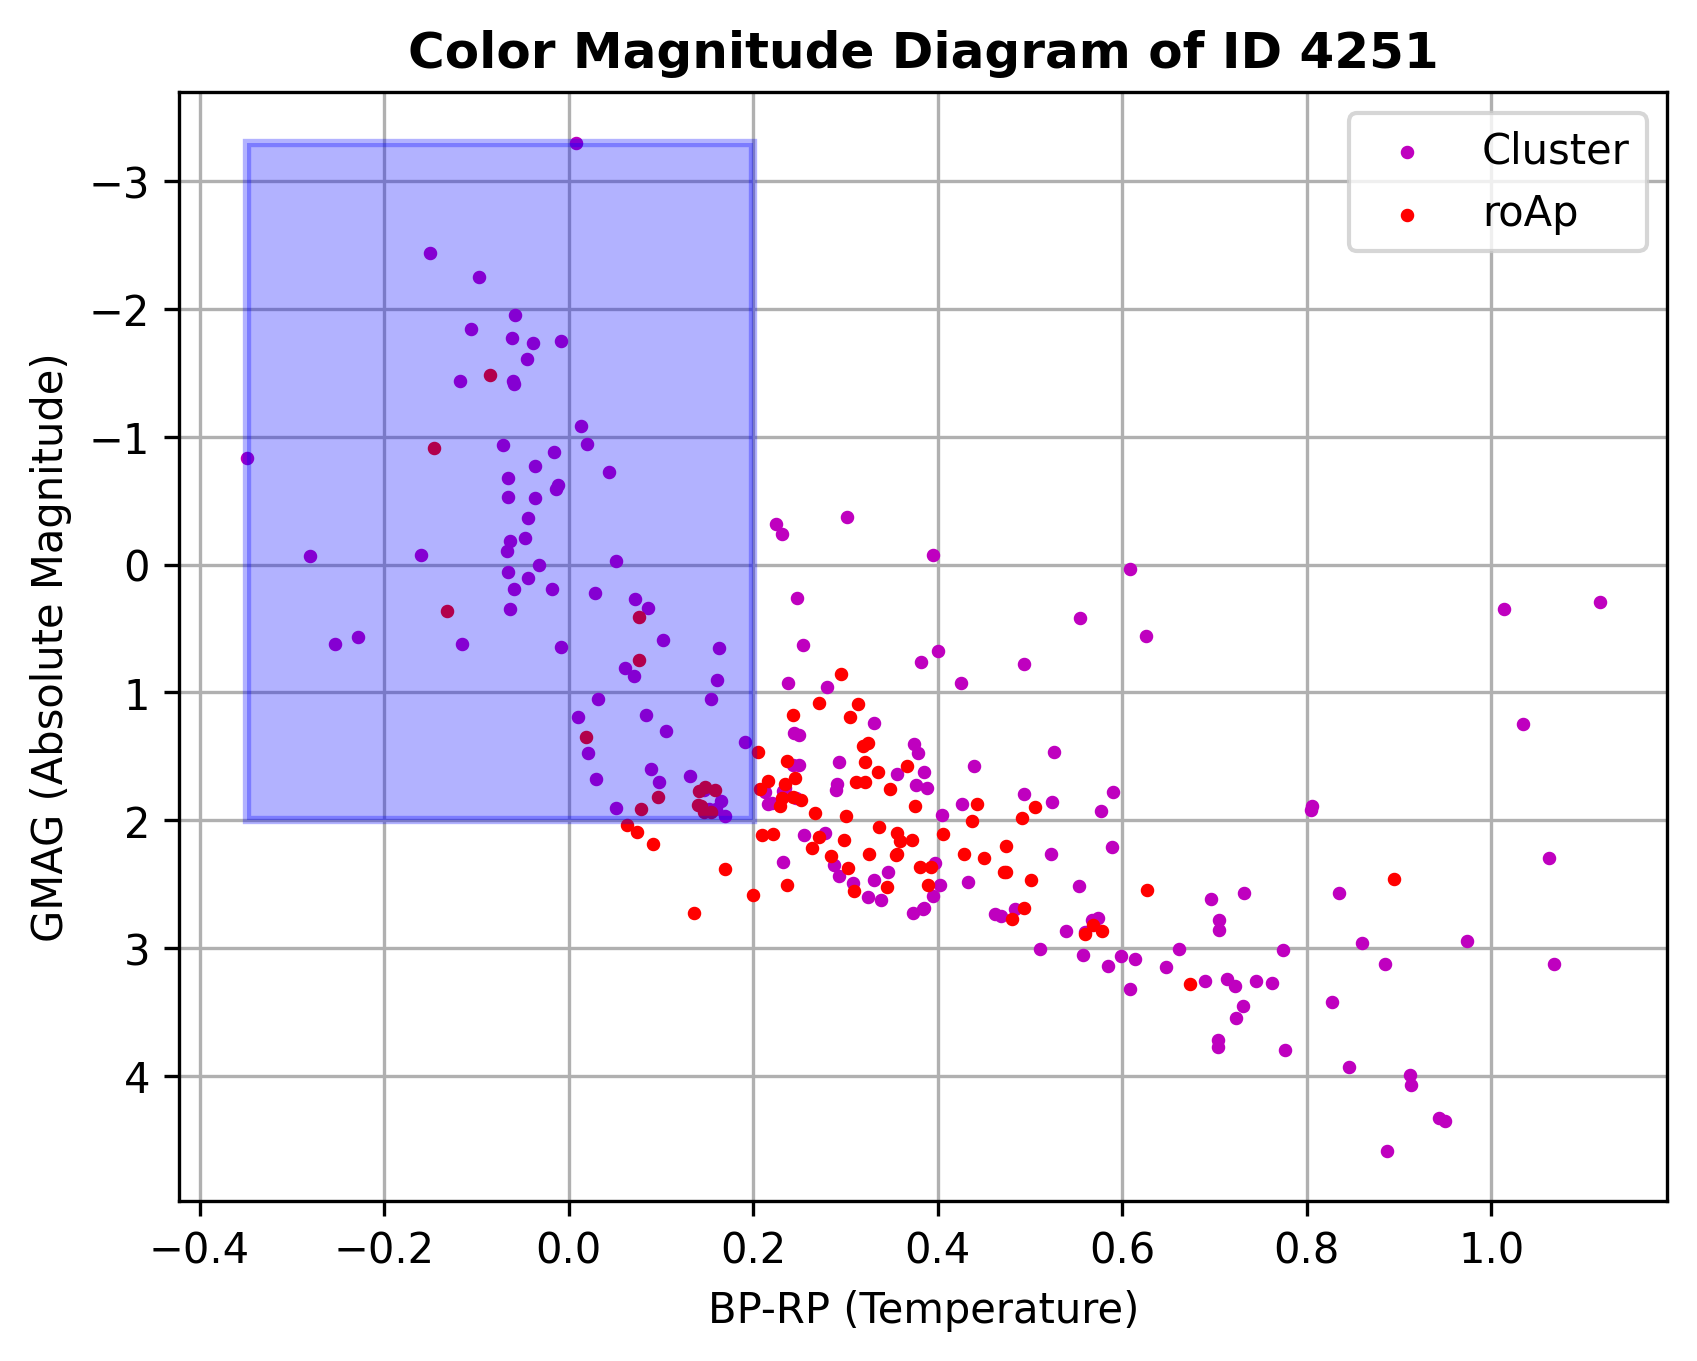 Color Magnitude Diagram of ID 4251
Cluster
roAp
GMAG (Absolute Magnitude)
−3
−2
−1
0
1
2
3
4
−0.4 −0.2 0.0 0.2 0.4 0.6 0.8 1.0
BP-RP (Temperature)